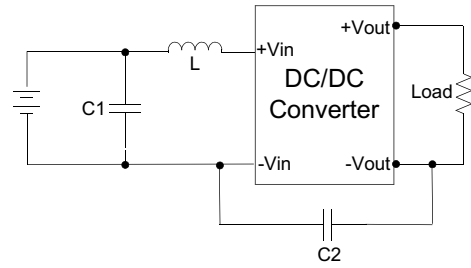 +Vout
+Vin
L
DC/DC
Converter
Load
C1
-Vin
-Vout
C2